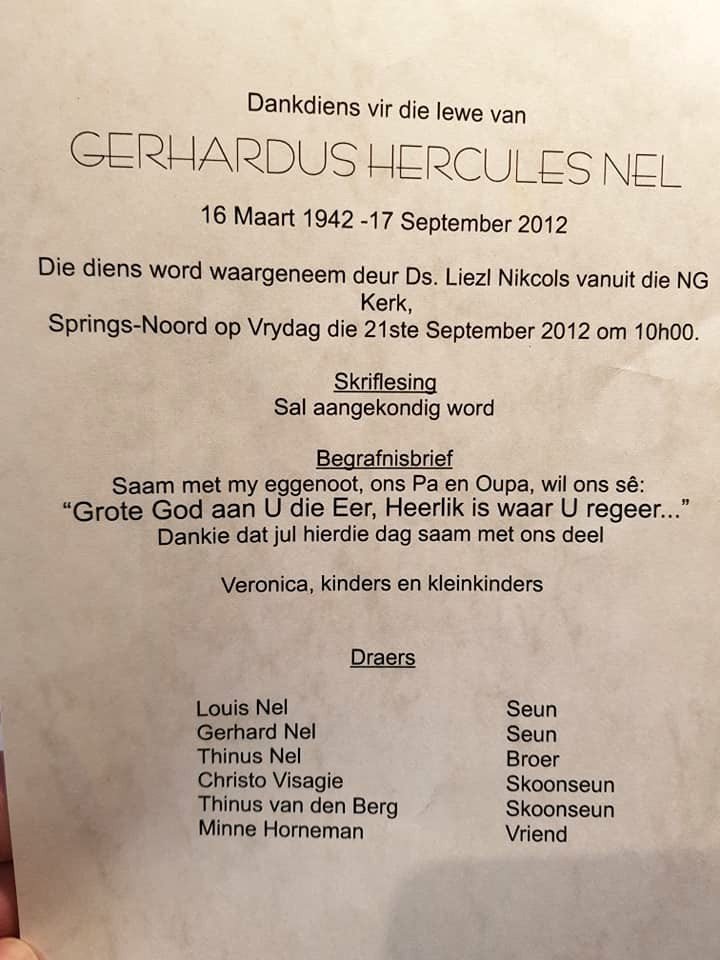 Dankdiens vir die lewe van
GERHARDUS HERCULES NEL
16 Maart 1942 -17 September 2012
Die diens word waargeneem deur Ds. Liezl Nikcols vanuit die NG
Kerk,
Springs-Noord op Vrydag die 21ste September 2012 om 10h00.
Skriflesing
Sal aangekondig word
Begrafnisbrief
Saam met my eggenoot, ons Pa en Oupa, wil ons sê:
“Grote God aan U die Eer, Heerlik is waar U regeer...”
Dankie dat jul hierdie dag saam met ons deel
Veronica, kinders en kleinkinders
Draers
Louis Nel Seun
Gerhard Nel Seun
Thinus Nel Broer
Christo Visagie Skoonseun
Thinus van den Berg Skoonseun
Minne Horneman Vriend